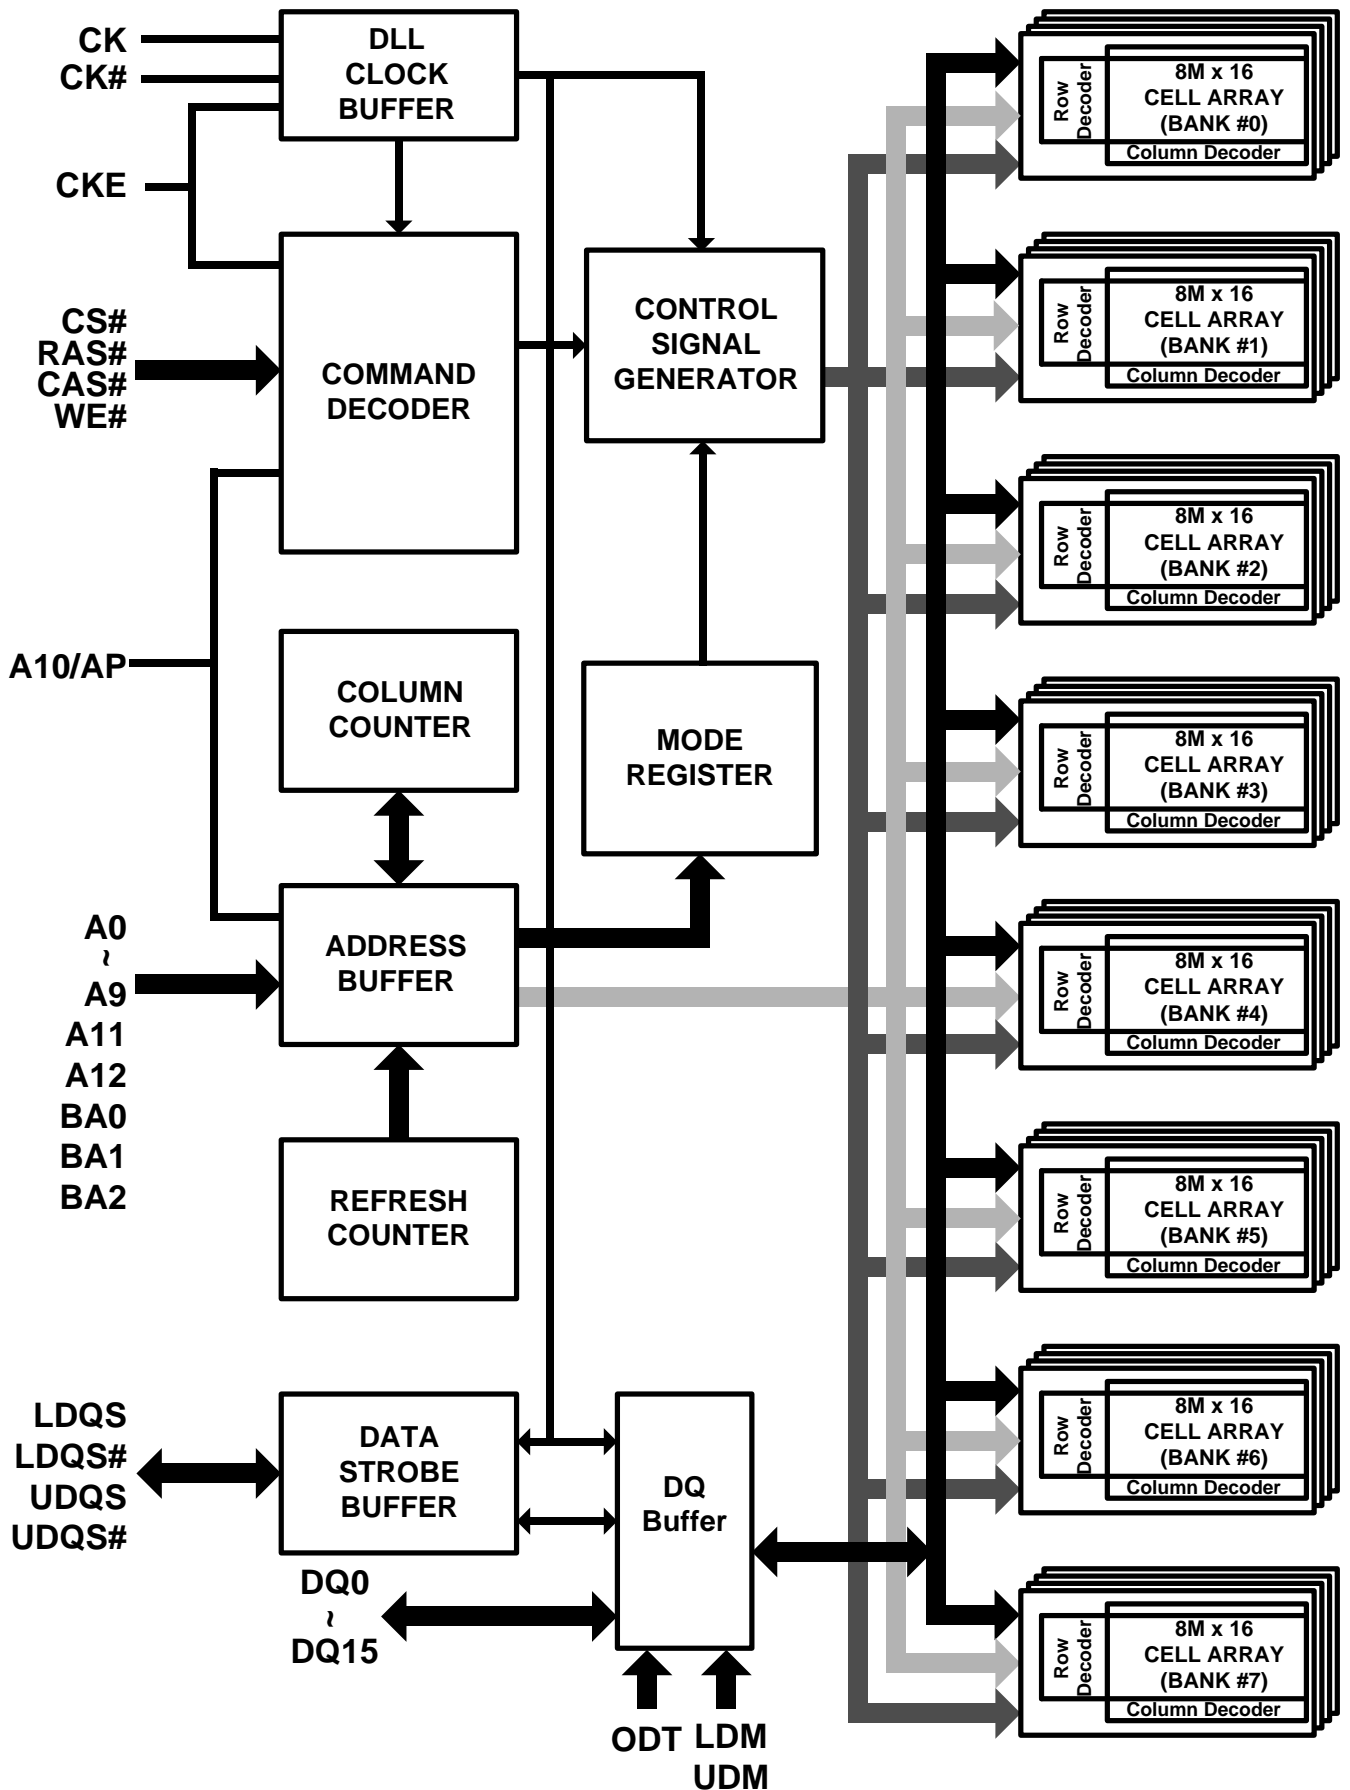 CK
CK#
CKE
CS#
RAS#
CAS#
WE#
A10/AP
A0
~
A9
A11
A12
BA0
BA1
BA2
LDQS
LDQS#
UDQS
UDQS#
DLL
CLOCK
BUFFER
COMMAND
DECODER
COLUMN
COUNTER
ADDRESS
BUFFER
REFRESH
COUNTER
DATA
STROBE
BUFFER
DQ0
~
DQ15
CONTROL
SIGNAL
GENERATOR
MODE
REGISTER
DQ
Buffer
ODT
LDM
UDM
Row
Decoder
8M x 16
CELL ARRAY
(BANK #0)
Column Decoder
Row
Decoder
8M x 16
CELL ARRAY
(BANK #1)
Column Decoder
Row
Decoder
8M x 16
CELL ARRAY
(BANK #2)
Column Decoder
Row
Decoder
8M x 16
CELL ARRAY
(BANK #3)
Column Decoder
Row
Decoder
8M x 16
CELL ARRAY
(BANK #4)
Column Decoder
Row
Decoder
8M x 16
CELL ARRAY
(BANK #5)
Column Decoder
Row
Decoder
8M x 16
CELL ARRAY
(BANK #6)
Column Decoder
Row
Decoder
8M x 16
CELL ARRAY
(BANK #7)
Column Decoder